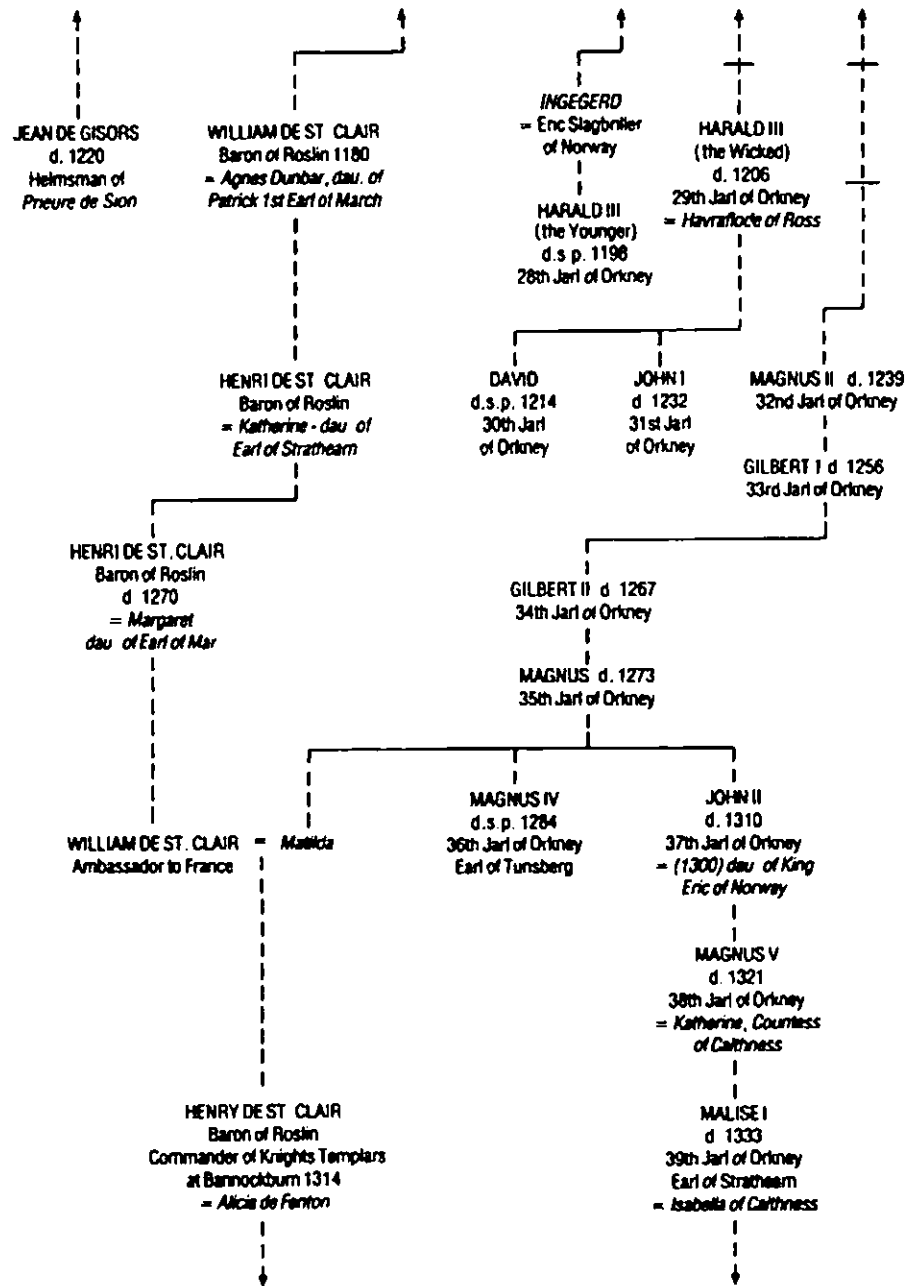 JEAN DE GISORS
d. 1220
Helmsman of
Prieure de Sion
WILLIAM DE ST. CLAIR
Baron of Roslin 1180
= Agnes Dunbar, dau. of
Patrick 1st Earl of March
INGEGERD
= Eric Slagbriller
of Norway
HARALD III
(the Younger)
d.s p. 1198
28th Jarl of Orkney
HARALD III
(the Wicked)
d. 1206
29th Jarl of Orkney
= Havraflode of Ross
HENRI DE ST CLAIR
Baron of Roslin
= Katherine - dau of
Earl of Strathearn
DAVID
d.s.p. 1214
30th Jarl
of Orkney
JOHN I
d 1232
31st Jarl
of Orkney
MAGNUS II d. 1239
32nd Jarl of Orkney
GILBERT I d 1256
33rd Jarl of Orkney
HENRI DE ST. CLAIR
Baron of Roslin
d 1270
= Margaret
dau of Earl of Mar
GILBERT II d 1267
34th Jarl of Orkney
MAGNUS d. 1273
35th Jarl of Orkney
WILLIAM DE ST. CLAIR = Matilda
Ambassador to France
MAGNUS IV
d.s.p. 1284
36th Jarl of Orkney
Earl of Tunsberg
JOHN II
d. 1310
37th Jarl of Orkney
= (1300) dau of King
Eric of Norway
MAGNUS V
d. 1321
38th Jarl of Orkney
= Katherine, Countess
of Caithness
HENRY DE ST CLAIR
Baron of Roslin
Commander of Knights Templars
at Bannockburn 1314
= Alicia de Fenton
MALISE I
d 1333
39th Jarl of Orkney
Earl of Strathearn
= Isabella of Caithness